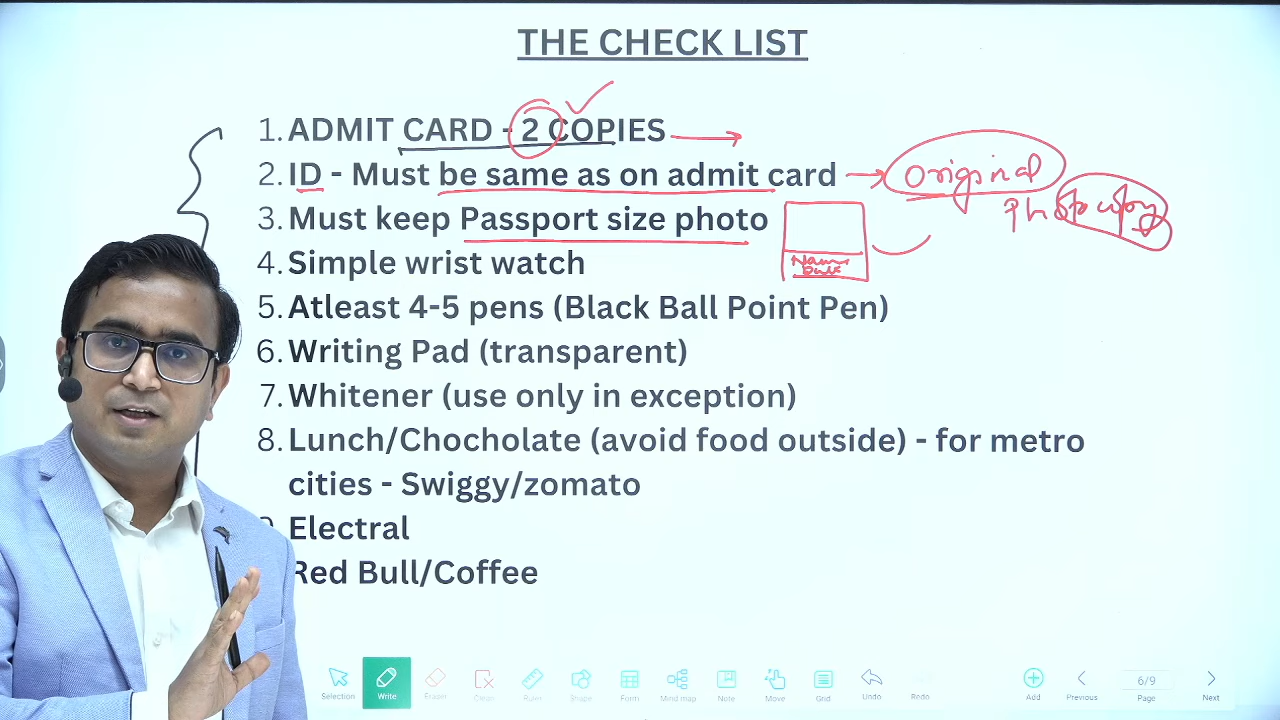 THE CHECK LIST
1. ADMIT CARD - 2 COPIES
2. ID - Must be same as on admit card
Original
Photocopy
3. Must keep Passport size photo
Name
Date
4. Simple wrist watch
5. Atleast 4-5 pens (Black Ball Point Pen)
6. Writing Pad (transparent)
7. Whitener (use only in exception)
8. Lunch/Chocholate (avoid food outside) - for metro
cities - Swiggy/zomato
Electral
Red Bull/Coffee
Selection Write Eraser Clean Ruler Shape Form Mind map Note Move Grid Undo Redo Add Previous 6/9 Page Next